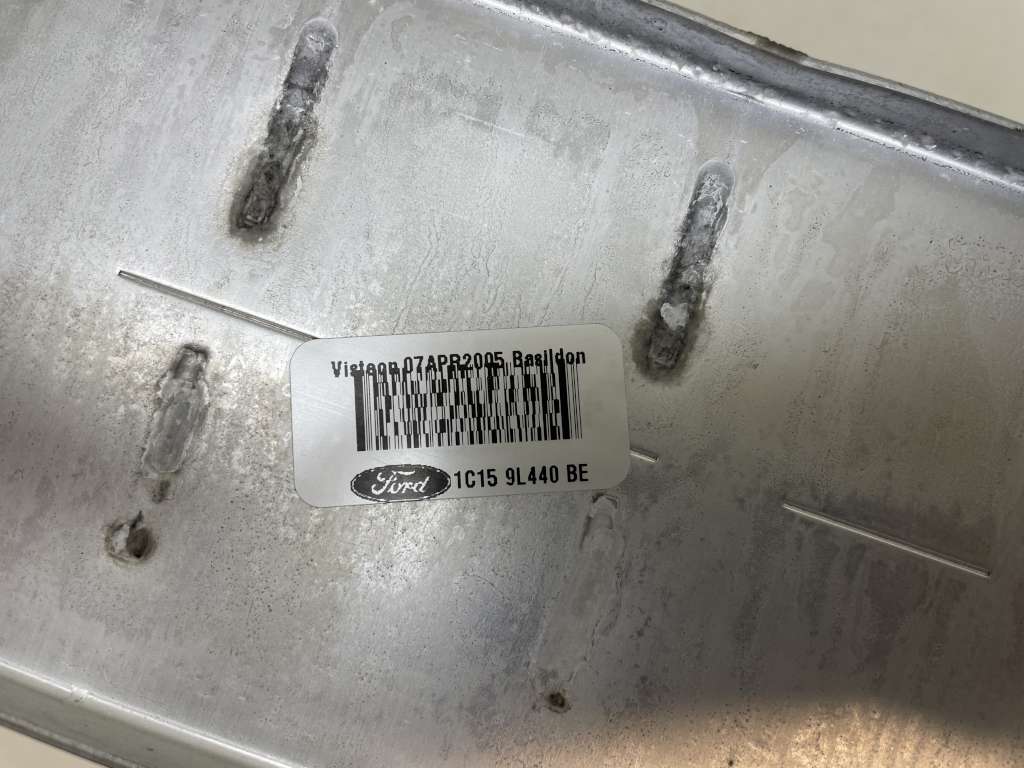 Visteon 07APR2005 Basildon
Ford 1C15 9L440 BE